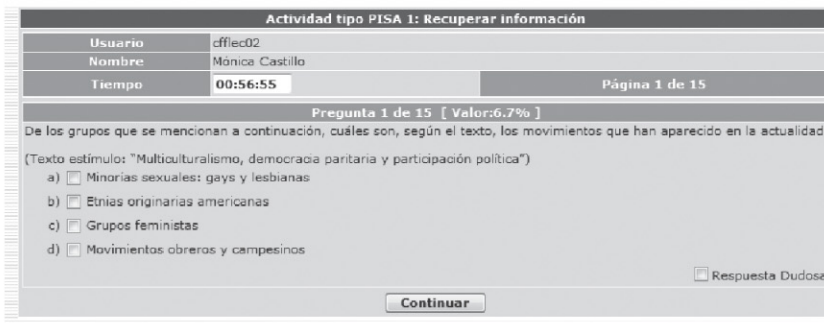 Actividad tipo PISA 1: Recuperar información
Usuario cfflec02
Nombre Mónica Castillo
Tiempo 00:56:55 Página 1 de 15
Pregunta 1 de 15 [ Valor:6.7% ]
De los grupos que se mencionan a continuación, cuáles son, según el texto, los movimientos que han aparecido en la actualidad
(Texto estímulo: "Multiculturalismo, democracia paritaria y participación política")
a) Minorías sexuales: gays y lesbianas
b) Etnias originarias americanas
c) Grupos feministas
d) Movimientos obreros y campesinos
Respuesta Dudosa
Continuar